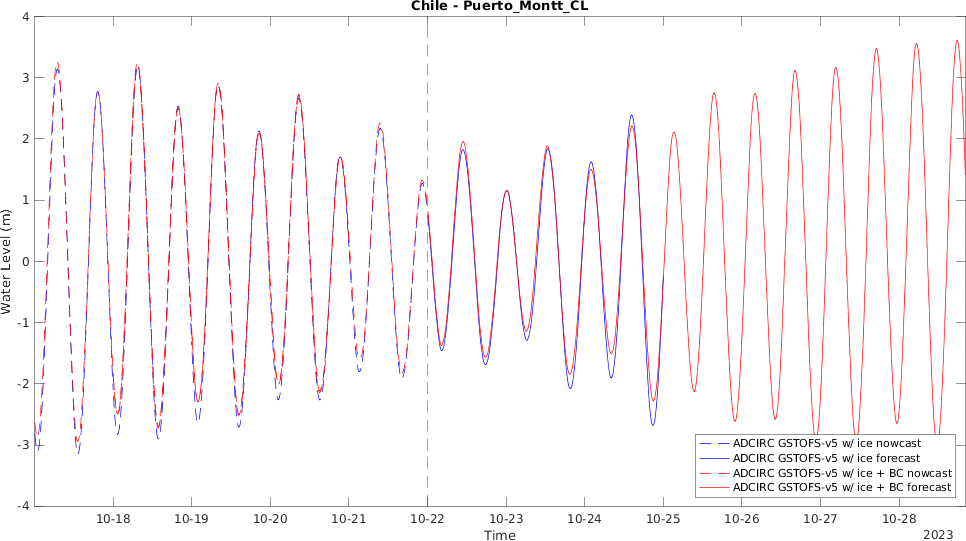 Chile - Puerto_Montt_CL
4
3
2
1
0
-1
-2
-3
-4
Water Level (m)
ADCIRC GSTOFS-v5 w/ ice nowcast
ADCIRC GSTOFS-v5 w/ ice forecast
ADCIRC GSTOFS-v5 w/ ice + BC nowcast
ADCIRC GSTOFS-v5 w/ ice + BC forecast
10-18 10-19 10-20 10-21 10-22 10-23 10-24 10-25 10-26 10-27 10-28
Time
2023